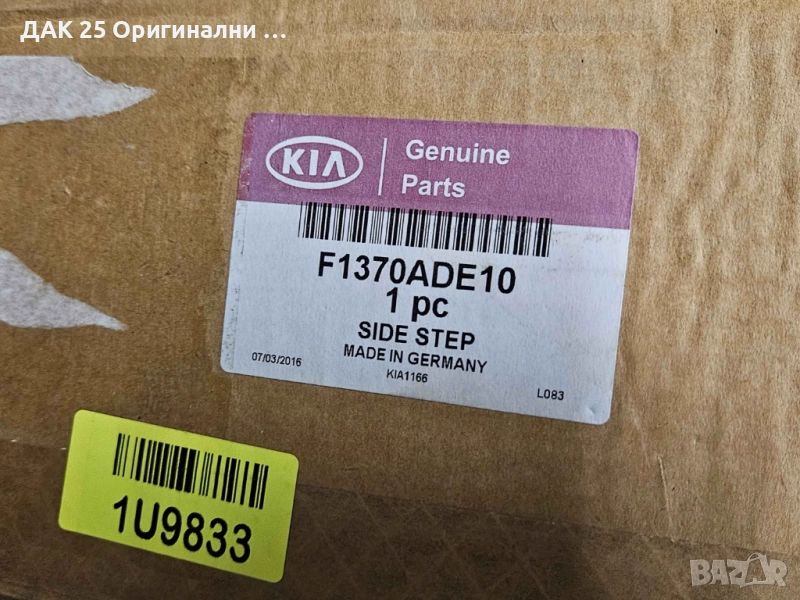 ДАК 25 Оригинални ...
KIA
Genuine
Parts
F1370ADE10
1 pc
SIDE STEP
MADE IN GERMANY
07/03/2016
KIA1166
L083
1U9833
BAZAR